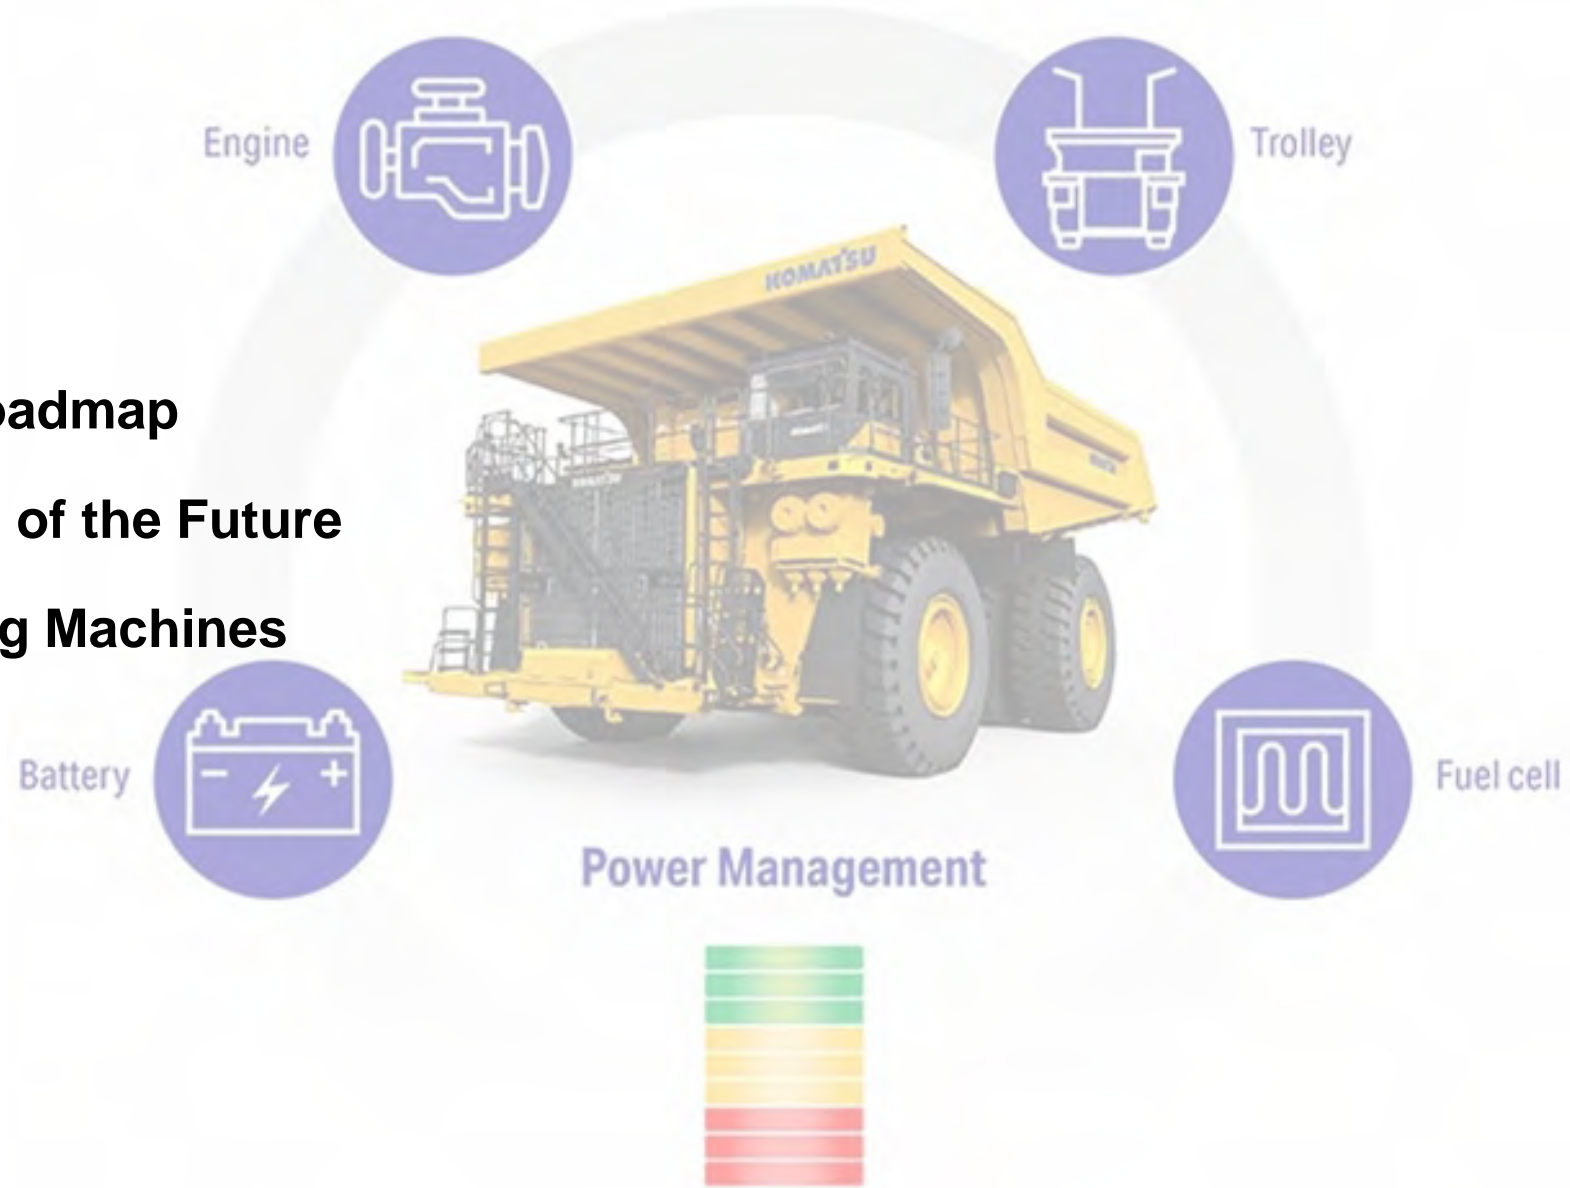 Engine
Trolley
KOMATSU
oadmap
of the Future
g Machines
Battery
Fuel cell
Power Management